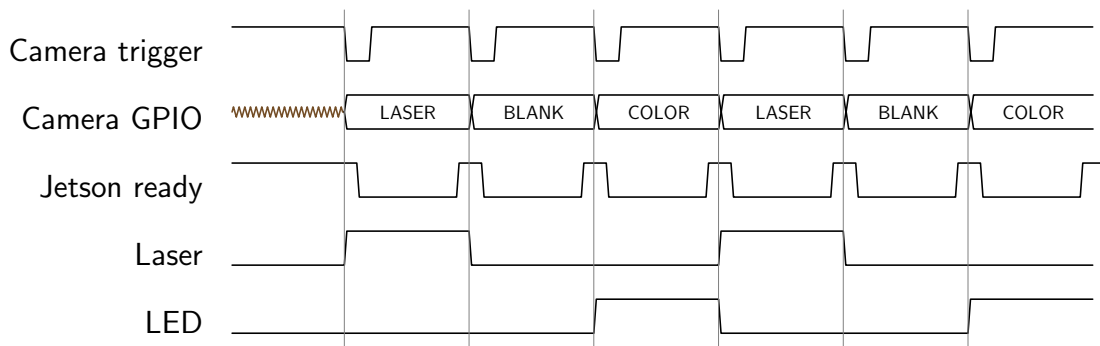 Camera trigger
Camera GPIO
LASER BLANK COLOR LASER BLANK COLOR
Jetson ready
Laser
LED